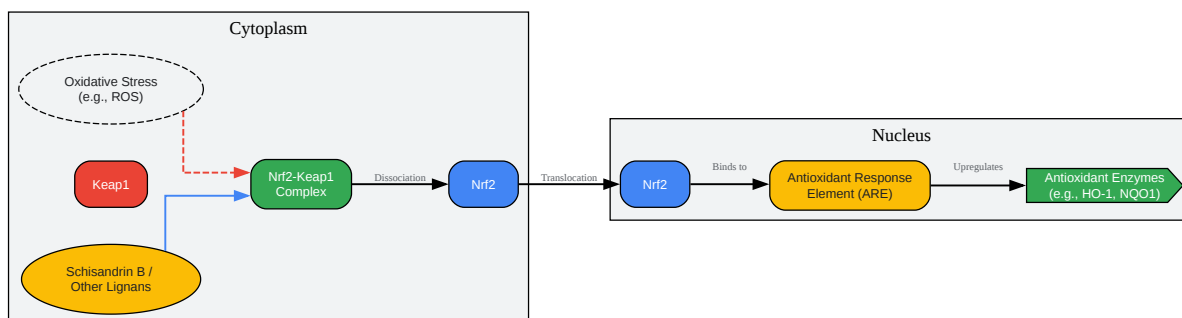 Cytoplasm
Oxidative Stress
(e.g., ROS)
Keap1
Nrf2-Keap1
Complex
Dissociation
Nrf2
Schisandrin B /
Other Lignans
Translocation
Nucleus
Nrf2
Binds to
Antioxidant Response
Element (ARE)
Upregulates
Antioxidant Enzymes
(e.g., HO-1, NQO1)